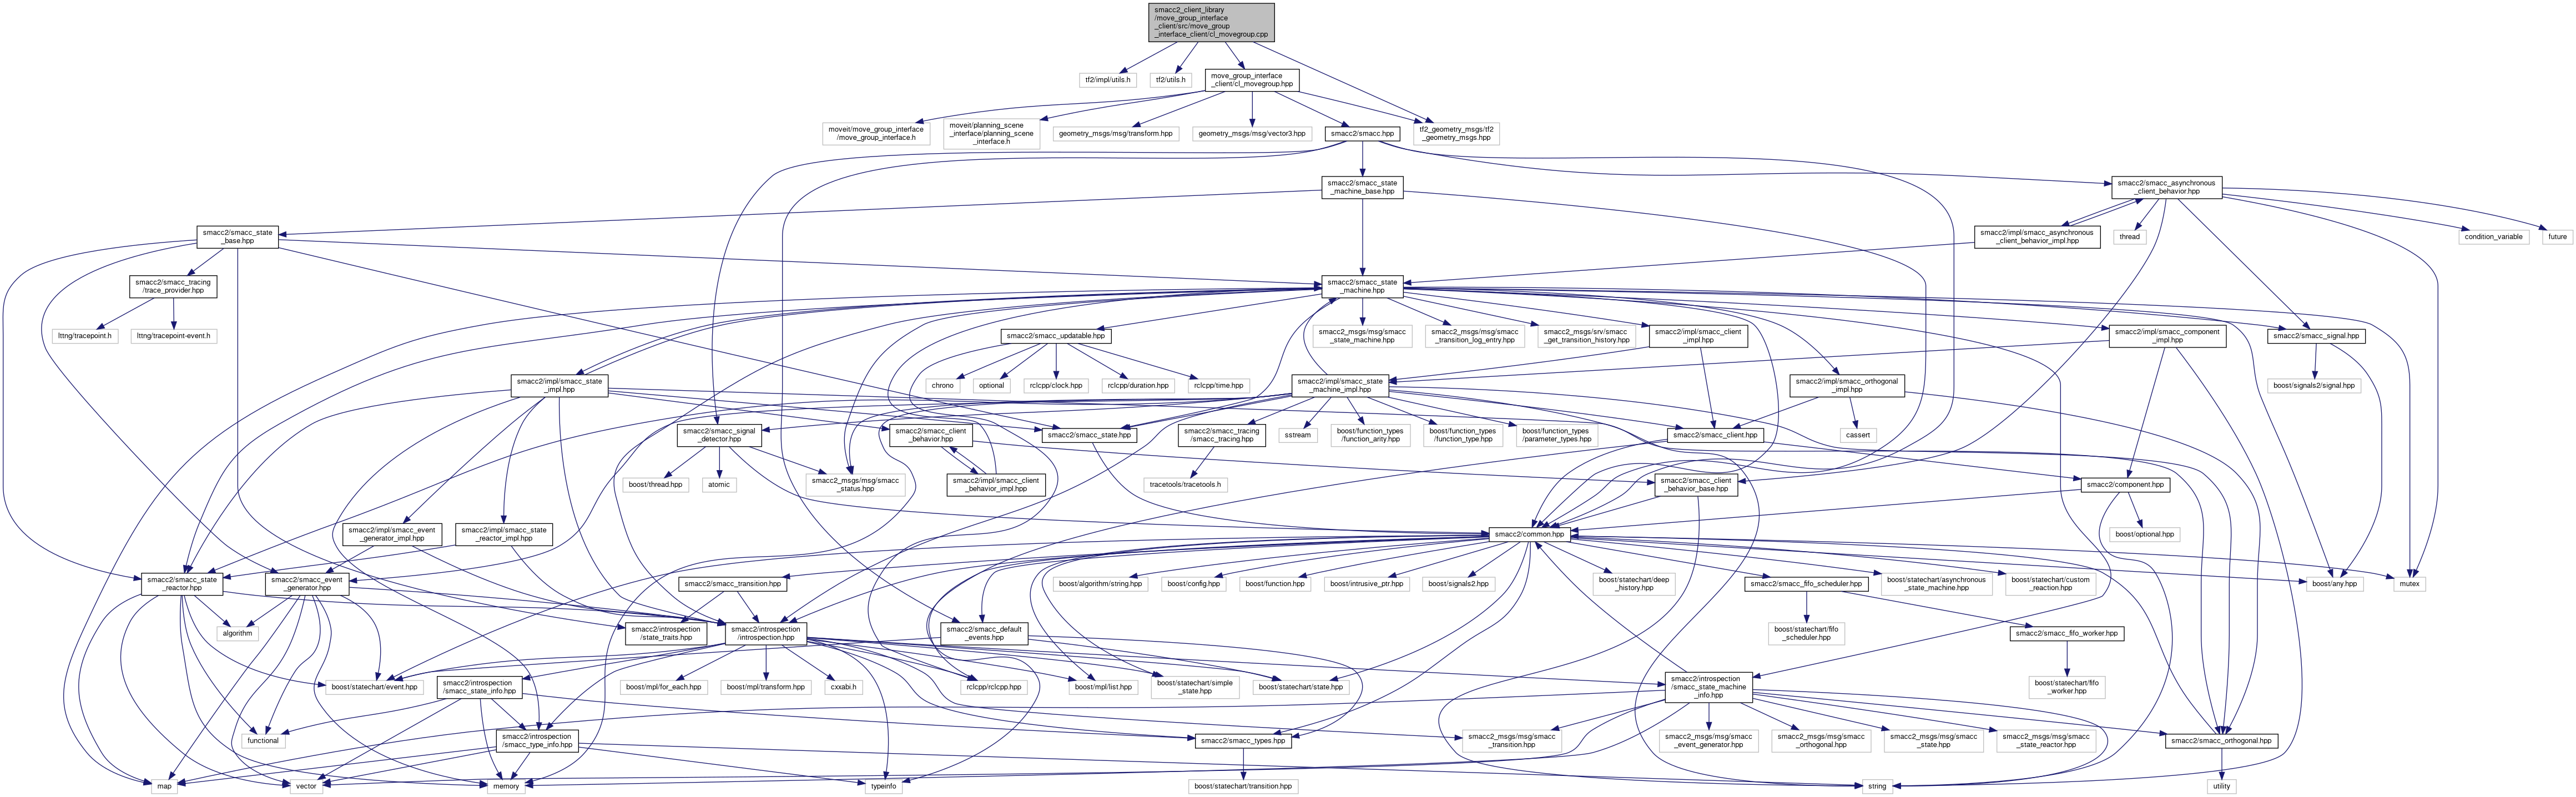 smacc2_client_library
/move_group_interface
_client/src/move_group
_interface_client/cl_movegroup.cpp
tf2/impl/utils.h
tf2/utils.h
move_group_interface
_client/cl_movegroup.hpp
moveit/move_group_interface
/move_group_interface.h
moveit/planning_scene
_interface/planning_scene
_interface.h
geometry_msgs/msg/transform.hpp
geometry_msgs/msg/vector3.hpp
smacc2/smacc.hpp
tf2_geometry_msgs/tf2
_geometry_msgs.hpp
smacc2/smacc_state
_machine_base.hpp
smacc2/smacc_asynchronous
_client_behavior.hpp
smacc2/smacc_state
_base.hpp
smacc2/impl/smacc_asynchronous
_client_behavior_impl.hpp
thread
condition_variable
future
smacc2/smacc_tracing
/trace_provider.hpp
smacc2/smacc_state
_machine.hpp
lttng/tracepoint.h
lttng/tracepoint-event.h
smacc2/smacc_updatable.hpp
smacc2_msgs/msg/smacc
_state_machine.hpp
smacc2_msgs/msg/smacc
_transition_log_entry.hpp
smacc2_msgs/srv/smacc
_get_transition_history.hpp
smacc2/impl/smacc_client
_impl.hpp
smacc2/impl/smacc_component
_impl.hpp
smacc2/smacc_signal.hpp
smacc2/impl/smacc_state
_impl.hpp
chrono
optional
rclcpp/clock.hpp
rclcpp/duration.hpp
rclcpp/time.hpp
smacc2/impl/smacc_state
_machine_impl.hpp
smacc2/impl/smacc_orthogonal
_impl.hpp
boost/signals2/signal.hpp
smacc2/smacc_signal
_detector.hpp
smacc2/smacc_client
_behavior.hpp
smacc2/smacc_state.hpp
smacc2/smacc_tracing
/smacc_tracing.hpp
sstream
boost/function_types
/function_arity.hpp
boost/function_types
/function_type.hpp
boost/function_types
/parameter_types.hpp
smacc2/smacc_client.hpp
cassert
boost/thread.hpp
atomic
smacc2_msgs/msg/smacc
_status.hpp
smacc2/impl/smacc_client
_behavior_impl.hpp
tracetools/tracetools.h
smacc2/smacc_client
_behavior_base.hpp
smacc2/component.hpp
smacc2/impl/smacc_event
_generator_impl.hpp
smacc2/impl/smacc_state
_reactor_impl.hpp
smacc2/common.hpp
boost/optional.hpp
smacc2/smacc_state
_reactor.hpp
smacc2/smacc_event
_generator.hpp
smacc2/smacc_transition.hpp
boost/algorithm/string.hpp
boost/config.hpp
boost/function.hpp
boost/intrusive_ptr.hpp
boost/signals2.hpp
boost/statechart/deep
_history.hpp
smacc2/smacc_fifo_scheduler.hpp
boost/statechart/asynchronous
_state_machine.hpp
boost/statechart/custom
_reaction.hpp
boost/any.hpp
mutex
algorithm
smacc2/introspection
/state_traits.hpp
smacc2/introspection
/introspection.hpp
smacc2/smacc_default
_events.hpp
boost/statechart/fifo
_scheduler.hpp
smacc2/smacc_fifo_worker.hpp
boost/statechart/event.hpp
smacc2/introspection
/smacc_state_info.hpp
boost/mpl/for_each.hpp
boost/mpl/transform.hpp
cxxabi.h
rclcpp/rclcpp.hpp
boost/mpl/list.hpp
boost/statechart/simple
_state.hpp
boost/statechart/state.hpp
smacc2/introspection
/smacc_state_machine
_info.hpp
boost/statechart/fifo
_worker.hpp
functional
smacc2/introspection
/smacc_type_info.hpp
smacc2/smacc_types.hpp
smacc2_msgs/msg/smacc
_transition.hpp
smacc2_msgs/msg/smacc
_event_generator.hpp
smacc2_msgs/msg/smacc
_orthogonal.hpp
smacc2_msgs/msg/smacc
_state.hpp
smacc2_msgs/msg/smacc
_state_reactor.hpp
smacc2/smacc_orthogonal.hpp
map
vector
memory
typeinfo
boost/statechart/transition.hpp
string
utility